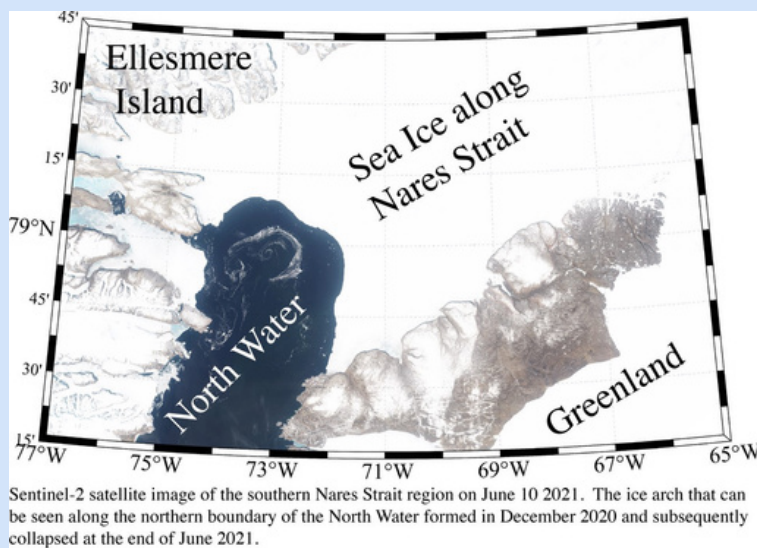 45'
Ellesmere
Island
30'
Sea Ice along
Nares Strait
15'
79°N
45'
North Water
30'
Greenland
15'
77°W 75°W 73°W 71°W 69°W 67°W 65°W
Sentinel-2 satellite image of the southern Nares Strait region on June 10 2021. The ice arch that can
be seen along the northern boundary of the North Water formed in December 2020 and subsequently
collapsed at the end of June 2021.